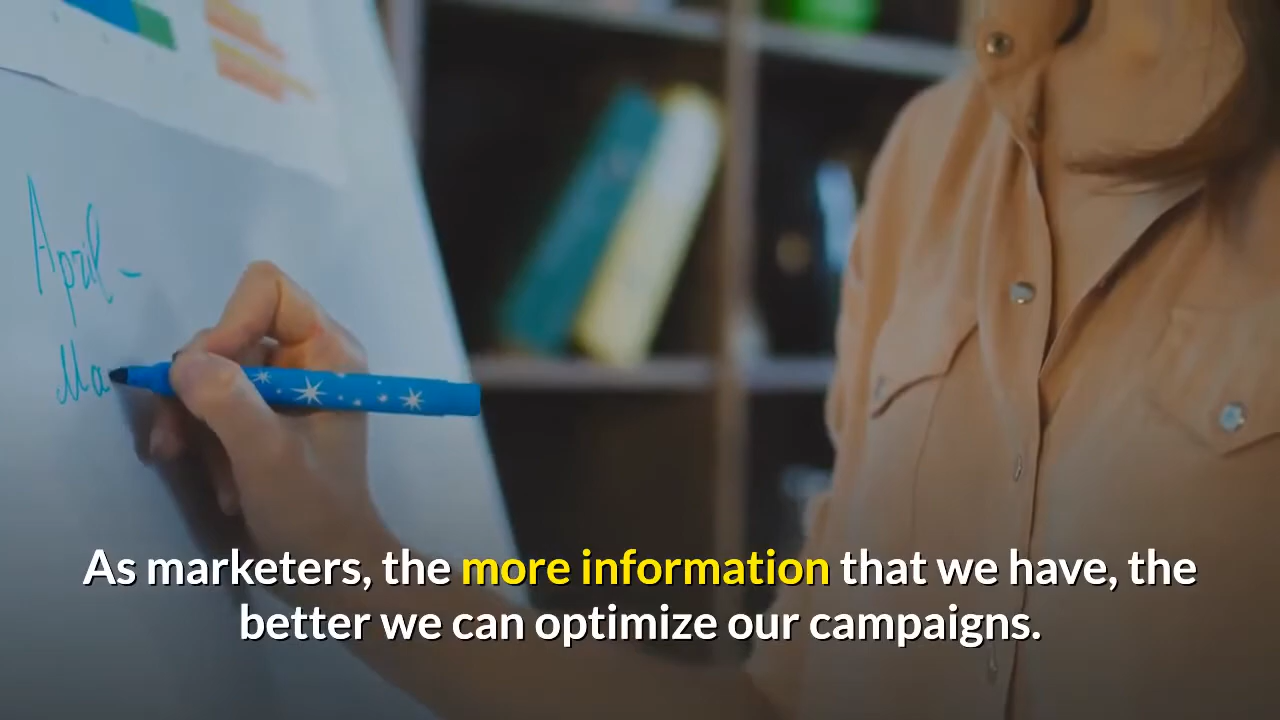 April -
Ma
As marketers, the more information that we have, the
better we can optimize our campaigns.